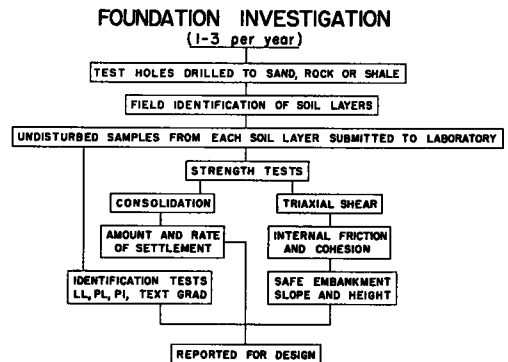 FOUNDATION INVESTIGATION
(1-3 per year)
TEST HOLES DRILLED TO SAND, ROCK OR SHALE
FIELD IDENTIFICATION OF SOIL LAYERS
UNDISTURBED SAMPLES FROM EACH SOIL LAYER SUBMITTED TO LABORATORY
STRENGTH TESTS
CONSOLIDATION
TRIAXIAL SHEAR
AMOUNT AND RATE
OF SETTLEMENT
INTERNAL FRICTION
AND COHESION
IDENTIFICATION TESTS
LL, PL, PI, TEXT GRAD
SAFE EMBANKMENT
SLOPE AND HEIGHT
REPORTED FOR DESIGN